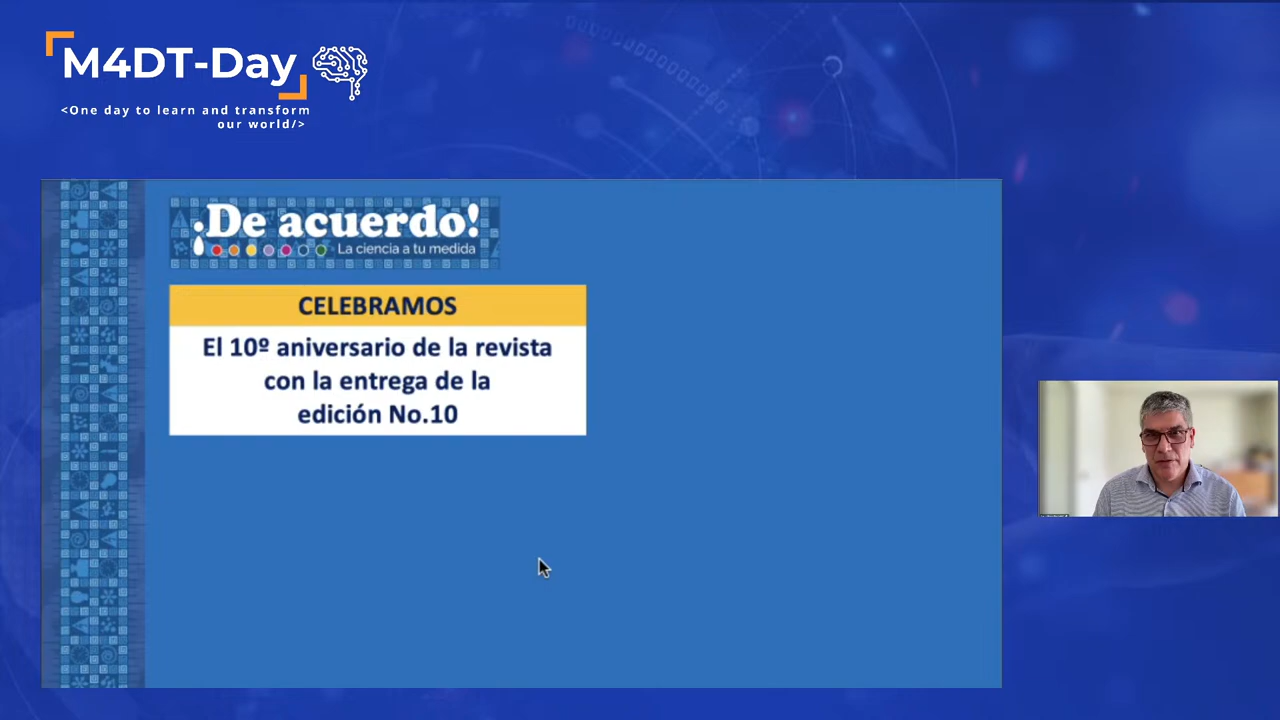 M4DT-Day
<One day to learn and transform
our world/>
¡De acuerdo!
La ciencia a tu medida
CELEBRAMOS
El 10º aniversario de la revista
con la entrega de la
edición No.10